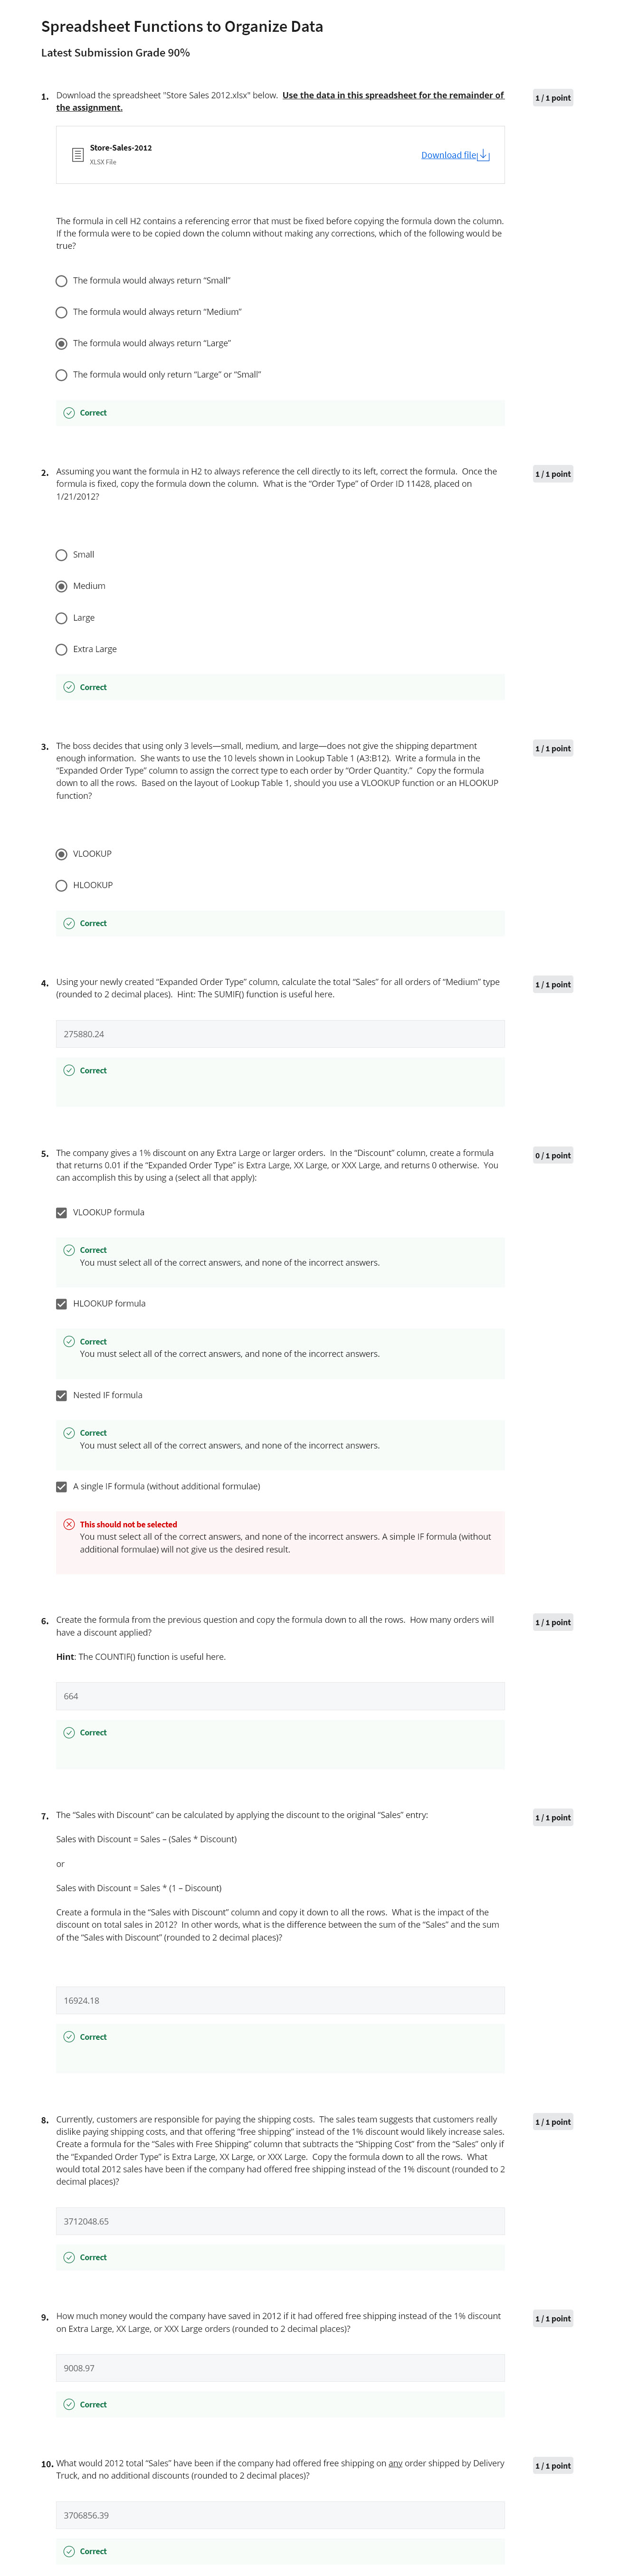 Spreadsheet Functions to Organize Data
Latest Submission Grade 90%
1. Download the spreadsheet "Store Sales 2012.xlsx" below. Use the data in this spreadsheet for the remainder of
the assignment.
1 / 1 point
Store-Sales-2012
XLSX File
Download file
The formula in cell H2 contains a referencing error that must be fixed before copying the formula down the column.
If the formula were to be copied down the column without making any corrections, which of the following would be
true?
The formula would always return “Small”
The formula would always return “Medium”
The formula would always return “Large”
The formula would only return “Large” or “Small”
Correct
2. Assuming you want the formula in H2 to always reference the cell directly to its left, correct the formula. Once the
formula is fixed, copy the formula down the column. What is the “Order Type” of Order ID 11428, placed on
1/21/2012?
1 / 1 point
Small
Medium
Large
Extra Large
Correct
3. The boss decides that using only 3 levels—small, medium, and large—does not give the shipping department
enough information. She wants to use the 10 levels shown in Lookup Table 1 (A3:B12). Write a formula in the
“Expanded Order Type” column to assign the correct type to each order by “Order Quantity.” Copy the formula
down to all the rows. Based on the layout of Lookup Table 1, should you use a VLOOKUP function or an HLOOKUP
function?
1 / 1 point
VLOOKUP
HLOOKUP
Correct
4. Using your newly created “Expanded Order Type” column, calculate the total “Sales” for all orders of “Medium” type
(rounded to 2 decimal places). Hint: The SUMIF() function is useful here.
1 / 1 point
275880.24
Correct
5. The company gives a 1% discount on any Extra Large or larger orders. In the “Discount” column, create a formula
that returns 0.01 if the “Expanded Order Type” is Extra Large, XX Large, or XXX Large, and returns 0 otherwise. You
can accomplish this by using a (select all that apply):
0 / 1 point
VLOOKUP formula
Correct
You must select all of the correct answers, and none of the incorrect answers.
HLOOKUP formula
Correct
You must select all of the correct answers, and none of the incorrect answers.
Nested IF formula
Correct
You must select all of the correct answers, and none of the incorrect answers.
A single IF formula (without additional formulae)
This should not be selected
You must select all of the correct answers, and none of the incorrect answers. A simple IF formula (without
additional formulae) will not give us the desired result.
6. Create the formula from the previous question and copy the formula down to all the rows. How many orders will
have a discount applied?
1 / 1 point
Hint: The COUNTIF() function is useful here.
664
Correct
7. The “Sales with Discount” can be calculated by applying the discount to the original “Sales” entry:
1 / 1 point
Sales with Discount = Sales – (Sales * Discount)
or
Sales with Discount = Sales * (1 – Discount)
Create a formula in the “Sales with Discount” column and copy it down to all the rows. What is the impact of the
discount on total sales in 2012? In other words, what is the difference between the sum of the “Sales” and the sum
of the “Sales with Discount” (rounded to 2 decimal places)?
16924.18
Correct
8. Currently, customers are responsible for paying the shipping costs. The sales team suggests that customers really
dislike paying shipping costs, and that offering “free shipping” instead of the 1% discount would likely increase sales.
Create a formula for the “Sales with Free Shipping” column that subtracts the “Shipping Cost” from the “Sales” only if
the “Expanded Order Type” is Extra Large, XX Large, or XXX Large. Copy the formula down to all the rows. What
would total 2012 sales have been if the company had offered free shipping instead of the 1% discount (rounded to 2
decimal places)?
1 / 1 point
3712048.65
Correct
9. How much money would the company have saved in 2012 if it had offered free shipping instead of the 1% discount
on Extra Large, XX Large, or XXX Large orders (rounded to 2 decimal places)?
1 / 1 point
9008.97
Correct
10. What would 2012 total “Sales” have been if the company had offered free shipping on any order shipped by Delivery
Truck, and no additional discounts (rounded to 2 decimal places)?
1 / 1 point
3706856.39
Correct